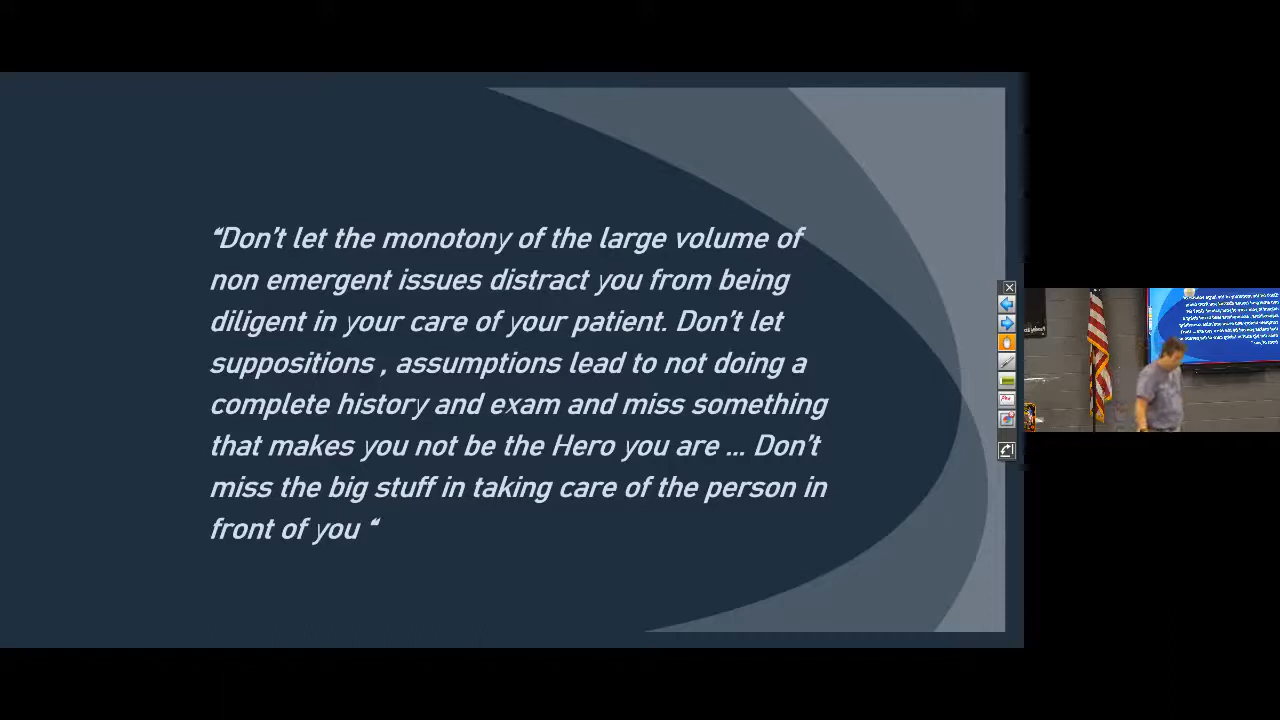 “Don’t let the monotony of the large volume of
non emergent issues distract you from being
diligent in your care of your patient. Don’t let
suppositions , assumptions lead to not doing a
complete history and exam and miss something
that makes you not be the Hero you are ... Don’t
miss the big stuff in taking care of the person in
front of you “